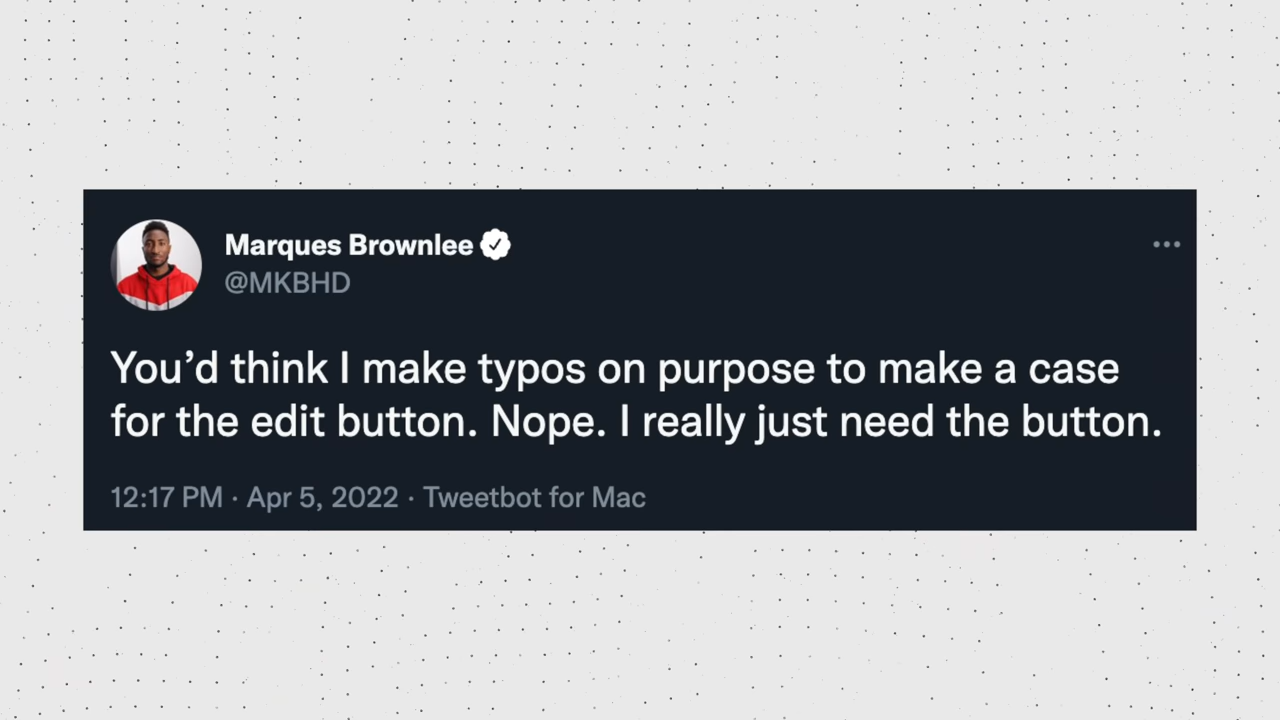 Marques Brownlee
@MKBHD
You’d think I make typos on purpose to make a case
for the edit button. Nope. I really just need the button.
12:17 PM · Apr 5, 2022 · Tweetbot for Mac